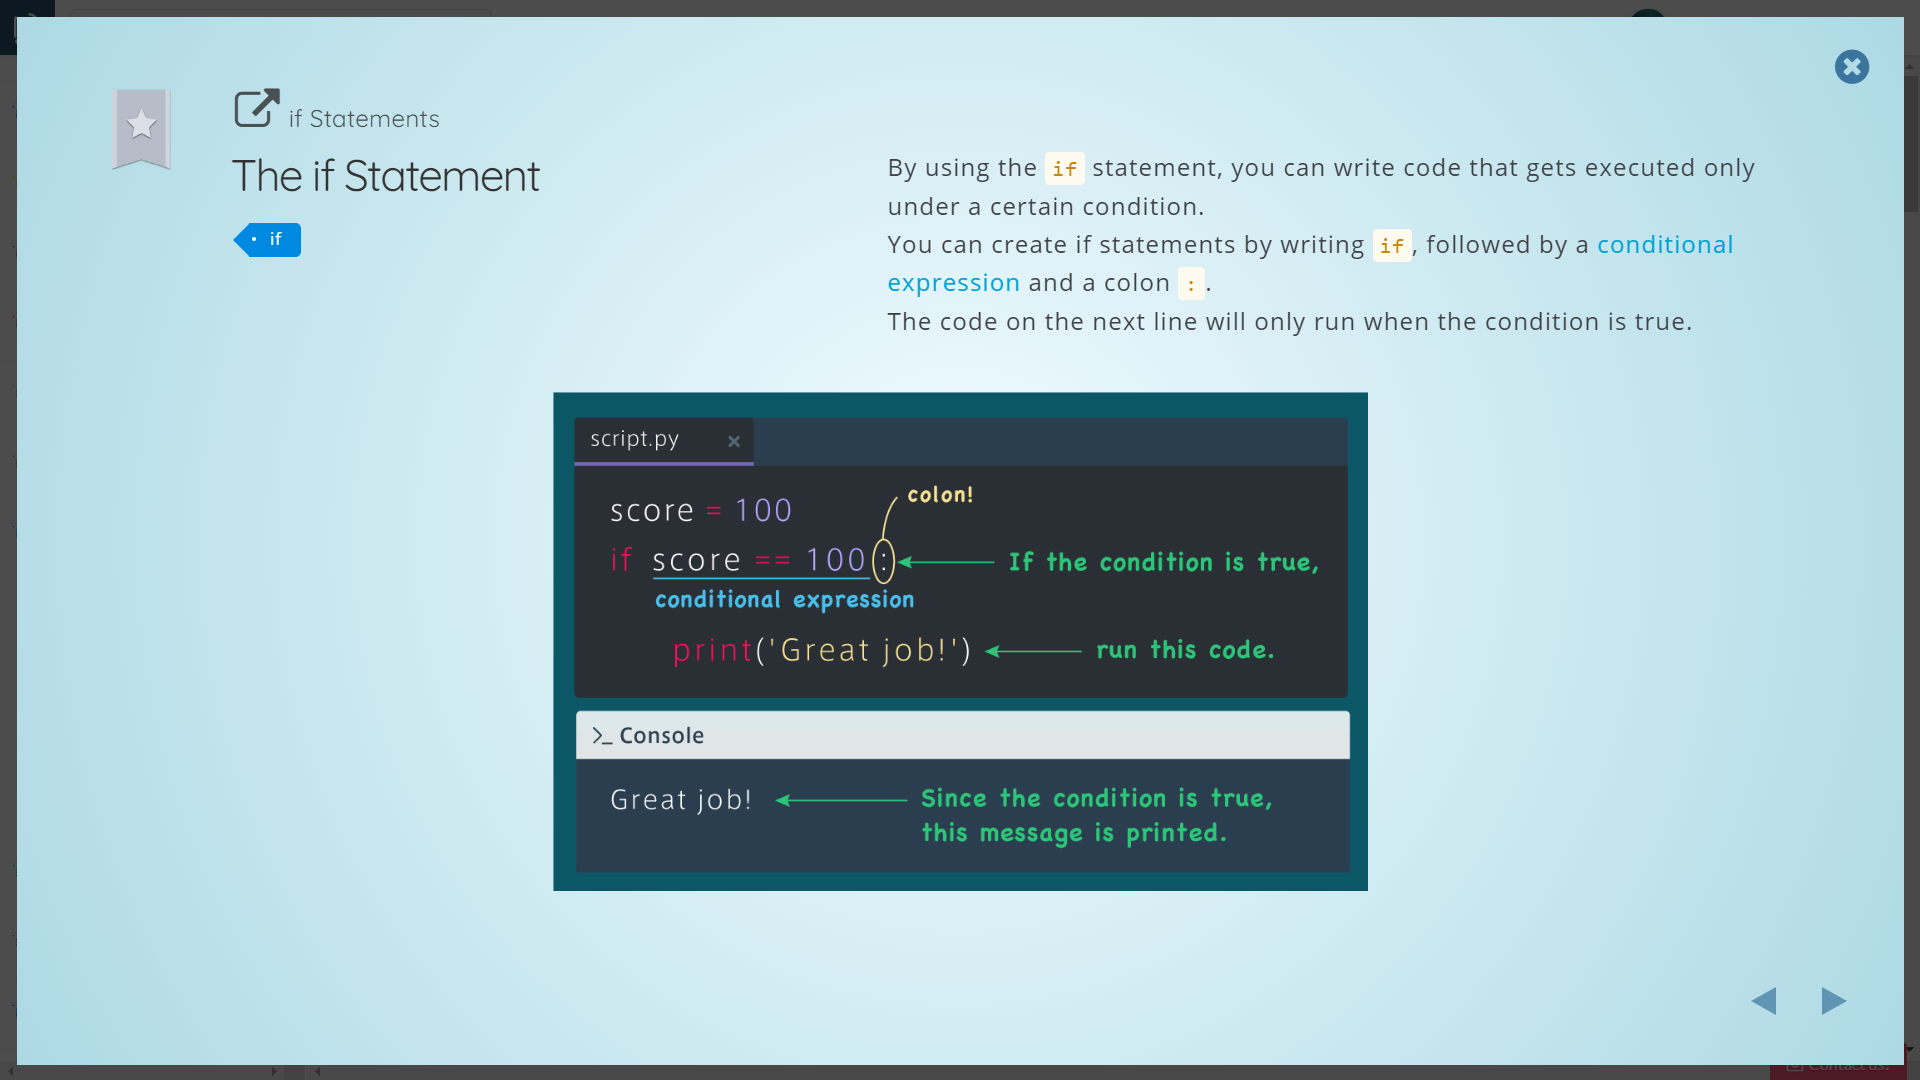 if Statements
The if Statement
if
By using the if statement, you can write code that gets executed only
under a certain condition.
You can create if statements by writing if, followed by a conditional
expression and a colon :.
The code on the next line will only run when the condition is true.
script.py
colon!
score = 100
if score == 100: If the condition is true,
conditional expression
print('Great job!') run this code.
>_ Console
Great job! Since the condition is true,
this message is printed.
Contact us!